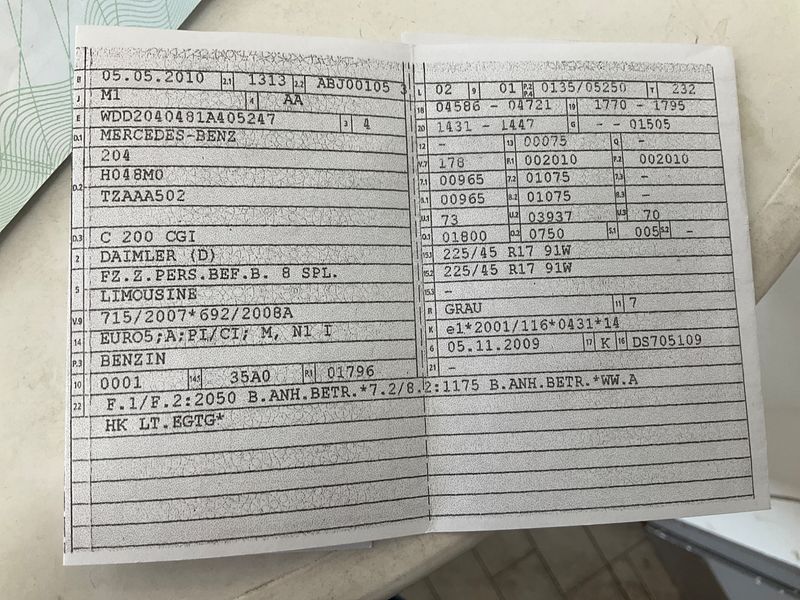 B 05.05.2010 2.1 1313 2.2 ABJ00105 3
J M1 4 AA
E WDD2040481A405247 3 4
D.1 MERCEDES-BENZ
204
D.2 H048M0
TZAAA502
D.3 C 200 CGI
2 DAIMLER (D)
5 FZ.Z.PERS.BEF.B. 8 SPL.
LIMOUSINE
V.9 715/2007*692/2008A
14 EURO5;A;PI/CI; M, N1 I
P.3 BENZIN
10 0001 14.1 35A0 P.1 01796
22 F.1/F.2:2050 B.ANH.BETR.*7.2/8.2:1175 B.ANH.BETR.*WW.A
HK LT.EGTG*
L 02 9 01 P.2 P.4 0135/05250 T 232
18 04586 - 04721 19 1770 - 1795
20 1431 - 1447 G - - 01505
12 - 13 00075 Q -
V.7 178 F.1 002010 F.2 002010
7.1 00965 7.2 01075 7.3 -
8.1 00965 8.2 01075 8.3 -
U.1 73 U.2 03937 U.3 70
O.1 01800 O.2 0750 S.1 005 S.2 -
15.1 225/45 R17 91W
15.2 225/45 R17 91W
15.3 -
R GRAU 11 7
K e1*2001/116*0431*14
6 05.11.2009 17 K 16 DS705109
21 -